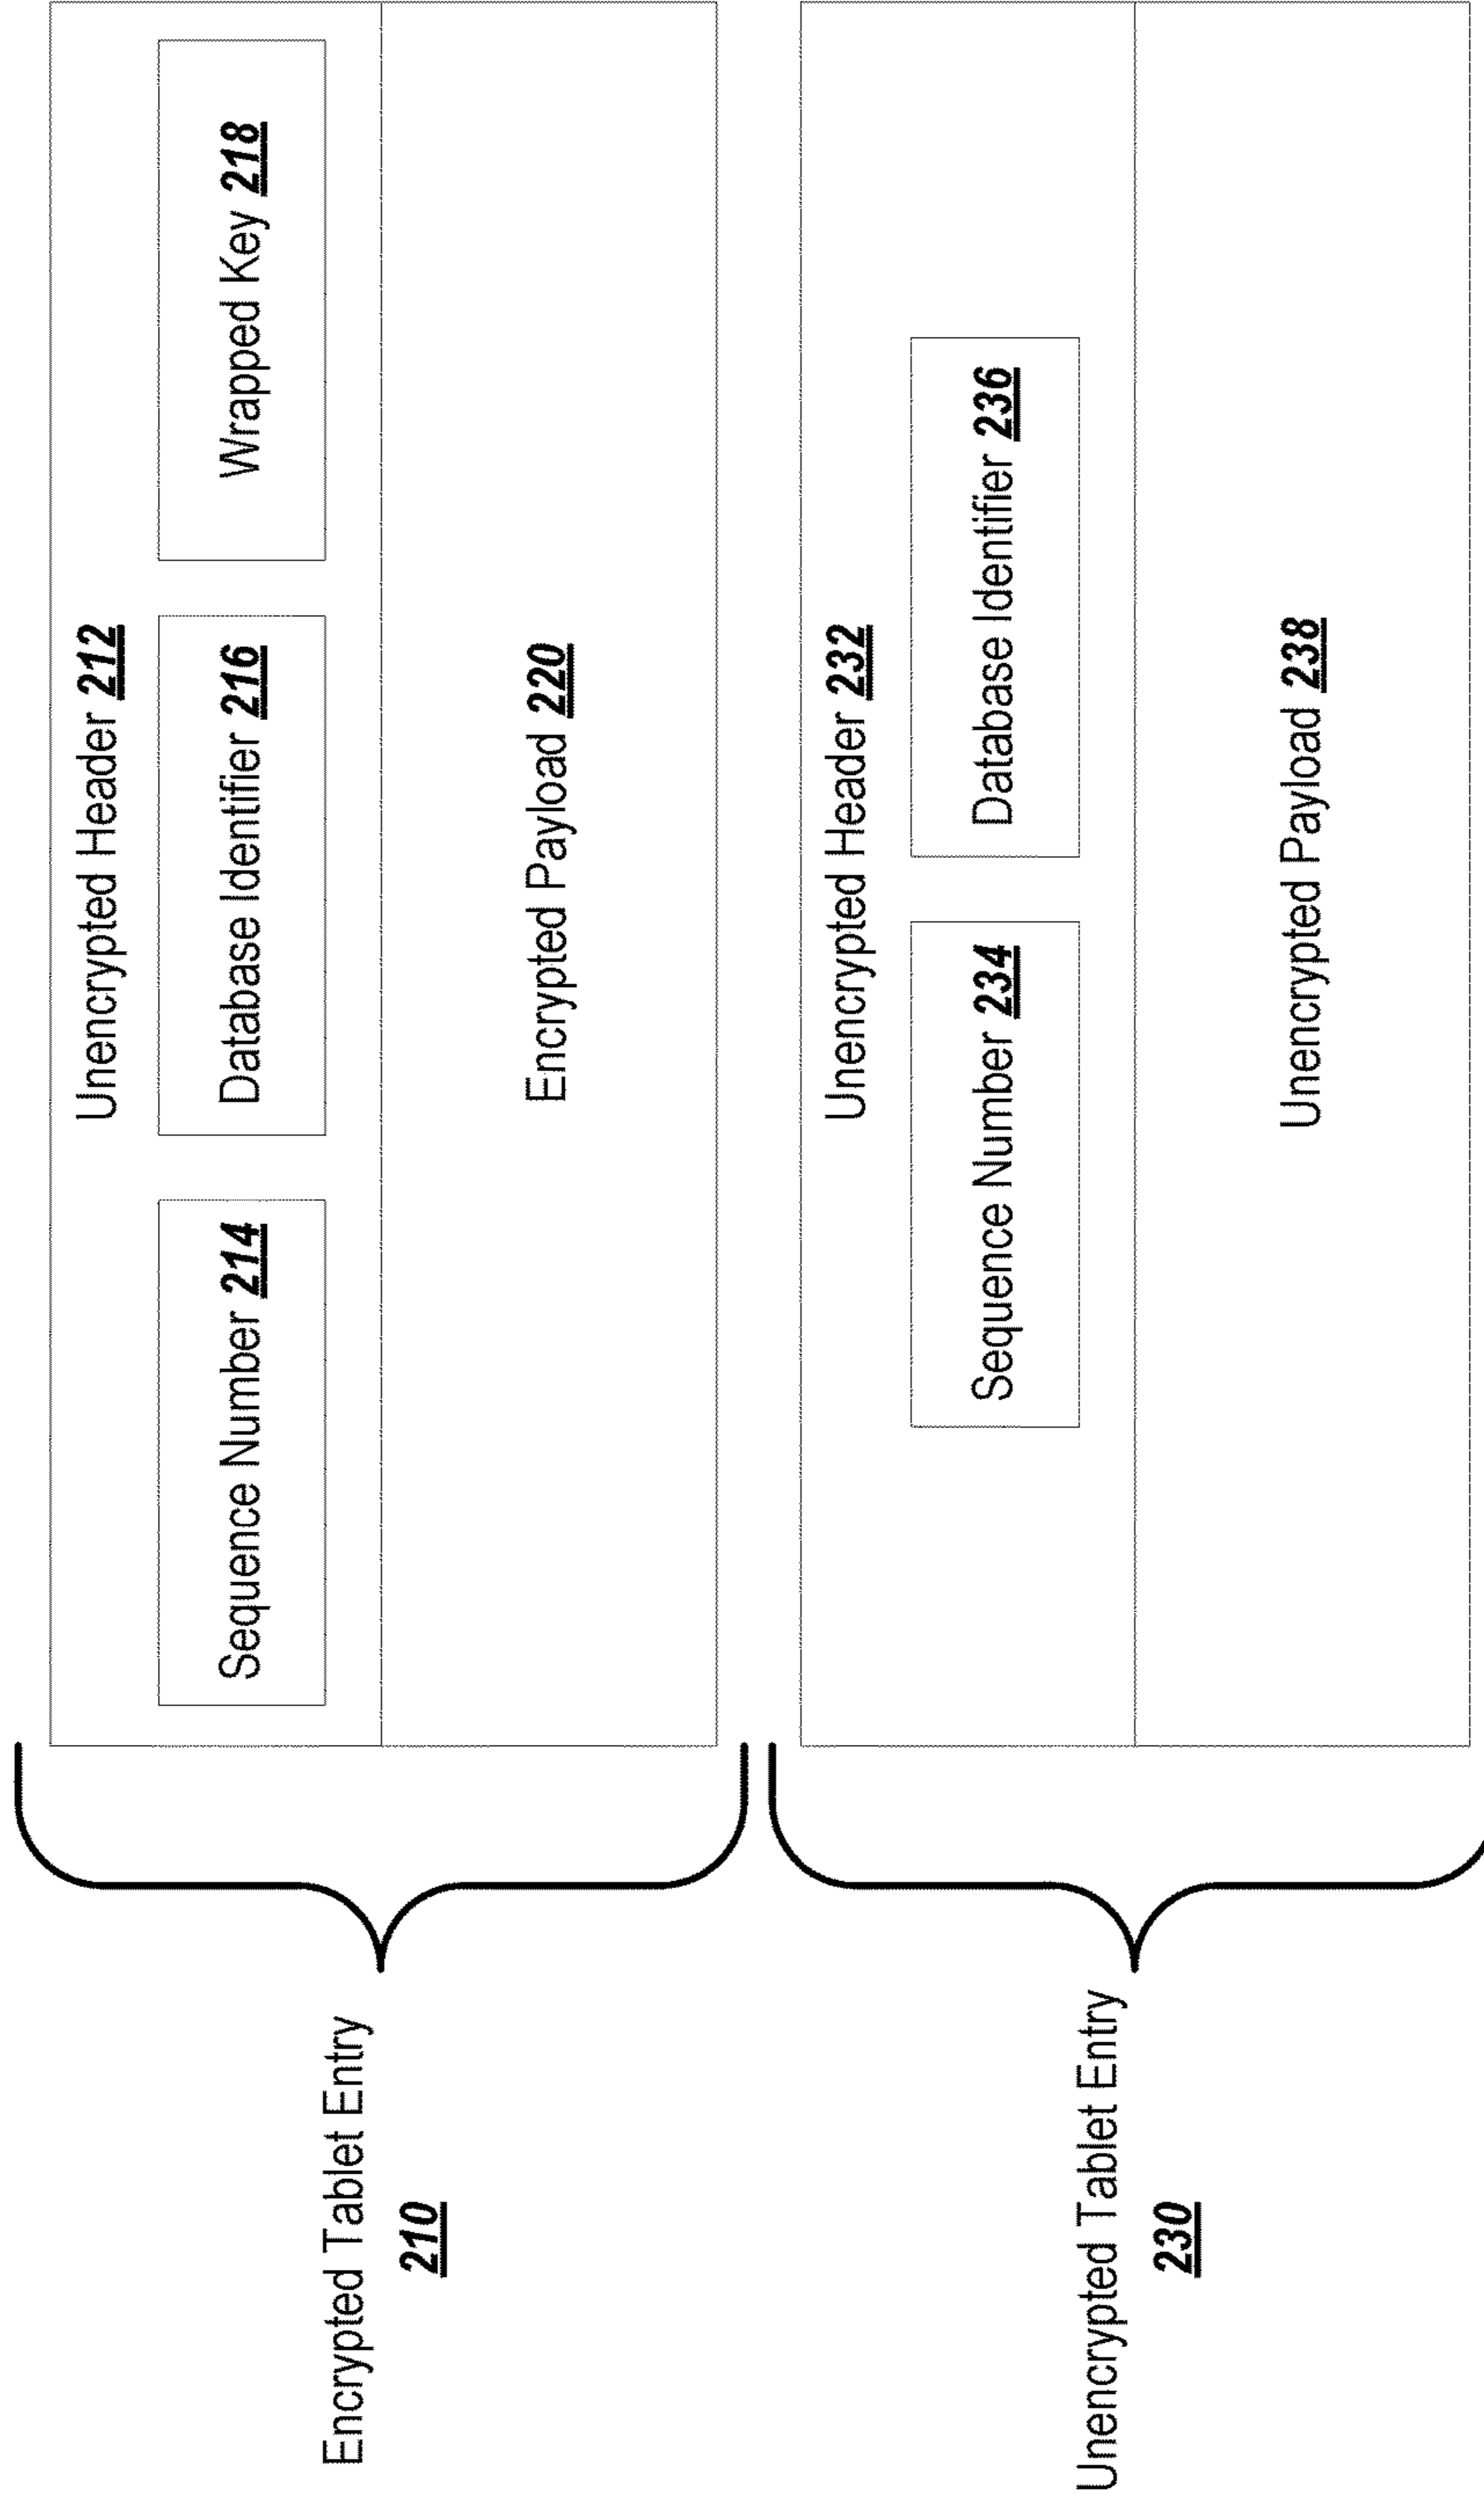 Encrypted Tablet Entry
210
Unencrypted Header 212
Sequence Number 214
Database Identifier 216
Wrapped Key 218
Encrypted Payload 220
Unencrypted Tablet Entry
230
Unencrypted Header 232
Sequence Number 234
Database Identifier 236
Unencrypted Payload 238